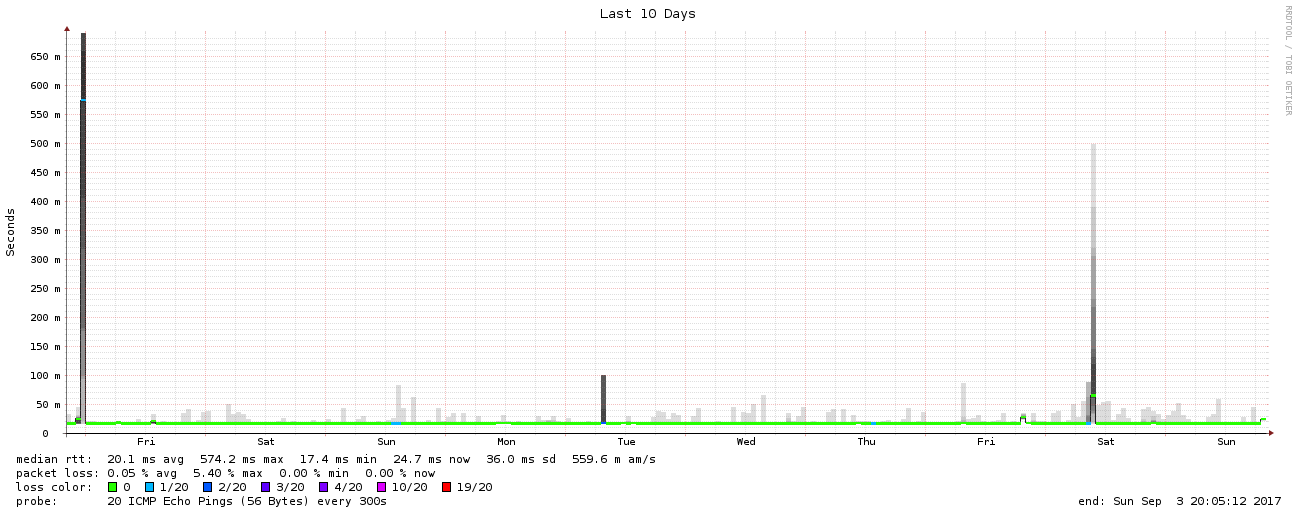 Last 10 Days
RRDTOOL / TOBI OETIKER
Seconds
650 m
600 m
550 m
500 m
450 m
400 m
350 m
300 m
250 m
200 m
150 m
100 m
50 m
0
Fri Sat Sun Mon Tue Wed Thu Fri Sat Sun
median rtt: 20.1 ms avg 574.2 ms max 17.4 ms min 24.7 ms now 36.0 ms sd 559.6 m am/s
packet loss: 0.05 % avg 5.40 % max 0.00 % min 0.00 % now
loss color: 0 1/20 2/20 3/20 4/20 10/20 19/20
probe: 20 ICMP Echo Pings (56 Bytes) every 300s end: Sun Sep 3 20:05:12 2017